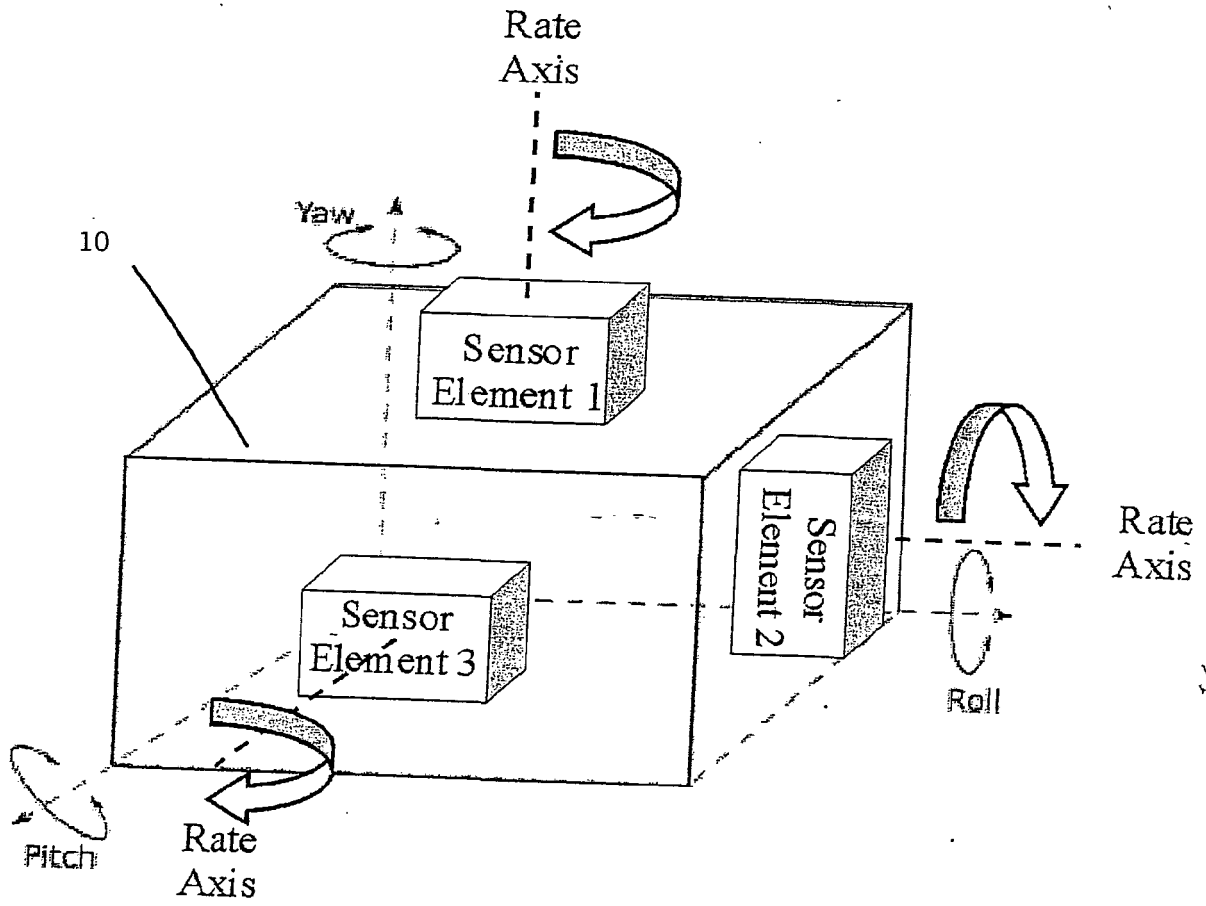 Rate
Axis
Yaw
10
Sensor
Element 1
Sensor
Element 2
Rate
Axis
Sensor
Element 3
Roll
Rate
Axis
Pitch